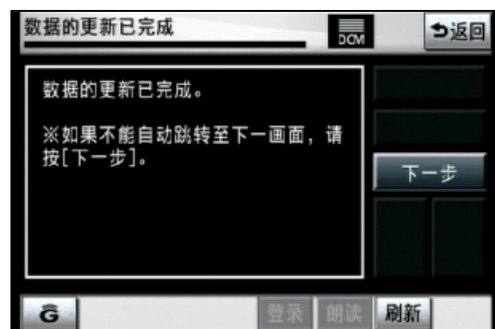 数据的更新已完成
DCM
返回
数据的更新已完成。
※如果不能自动跳转至下一画面，请
按[下一步]。
下一步
G
登录
朗读
刷新